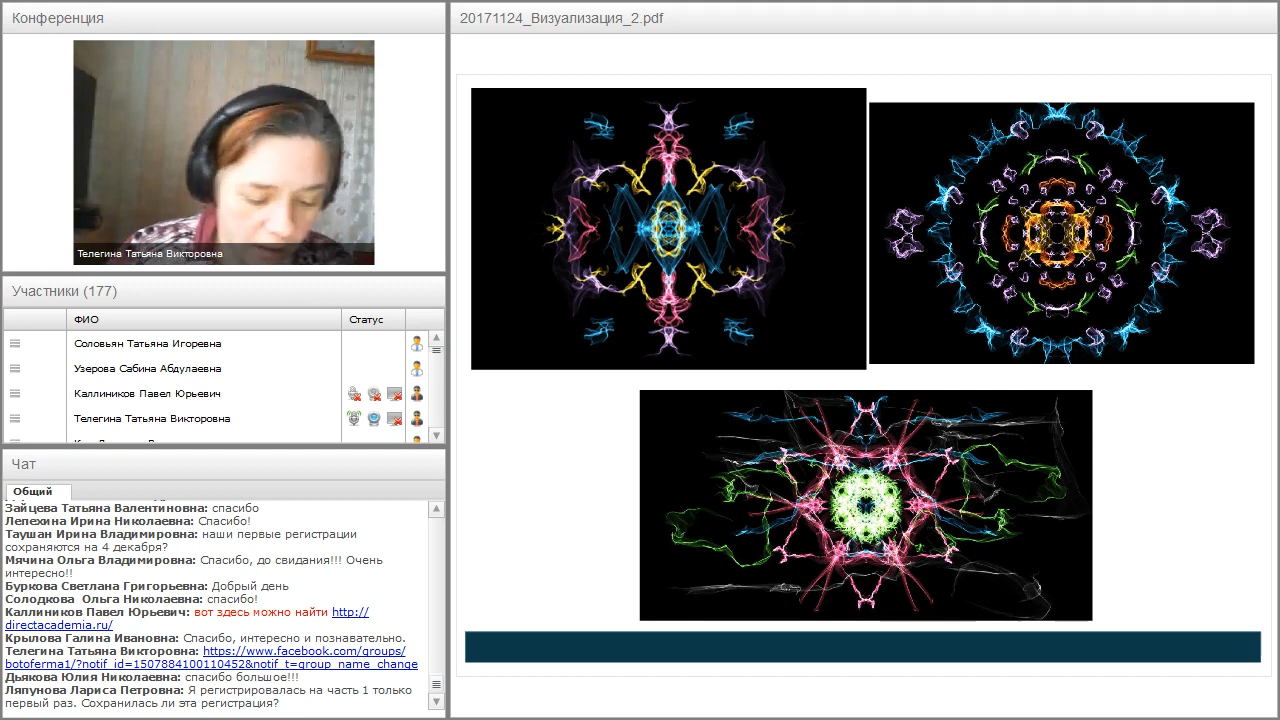 Конференция
Телегина Татьяна Викторовна
Участники (177)
ФИО
Статус
Соловьян Татьяна Игоревна
Узерова Сабина Абдулаевна
Каллиников Павел Юрьевич
Телегина Татьяна Викторовна
Чат
Общий
Зайцева Татьяна Валентиновна: спасибо
Лепехина Ирина Николаевна: Спасибо!
Таушан Ирина Владимировна: наши первые регистрации
сохраняются на 4 декабря?
Мячина Ольга Владимировна: Спасибо, до свидания!!! Очень
интересно!!
Буркова Светлана Григорьевна: Добрый день
Солодкова Ольга Николаевна: спасибо!
Каллиников Павел Юрьевич: вот здесь можно найти http://
directacademia.ru/
Крылова Галина Ивановна: Спасибо, интересно и познавательно.
Телегина Татьяна Викторовна: https://www.facebook.com/groups/
botoferma1/?notif_id=1507884100110452&notif_t=group_name_change
Дьякова Юлия Николаевна: спасибо большое!!!
Ляпунова Лариса Петровна: Я регистрировалась на часть 1 только
первый раз. Сохранилась ли эта регистрация?
20171124_Визуализация_2.pdf